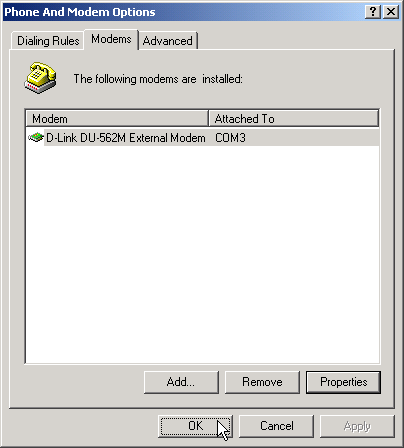 Phone And Modem Options
Dialing Rules Modems Advanced
The following modems are installed:
Modem Attached To
D-Link DU-562M External Modem COM3
Add... Remove Properties
OK Cancel Apply